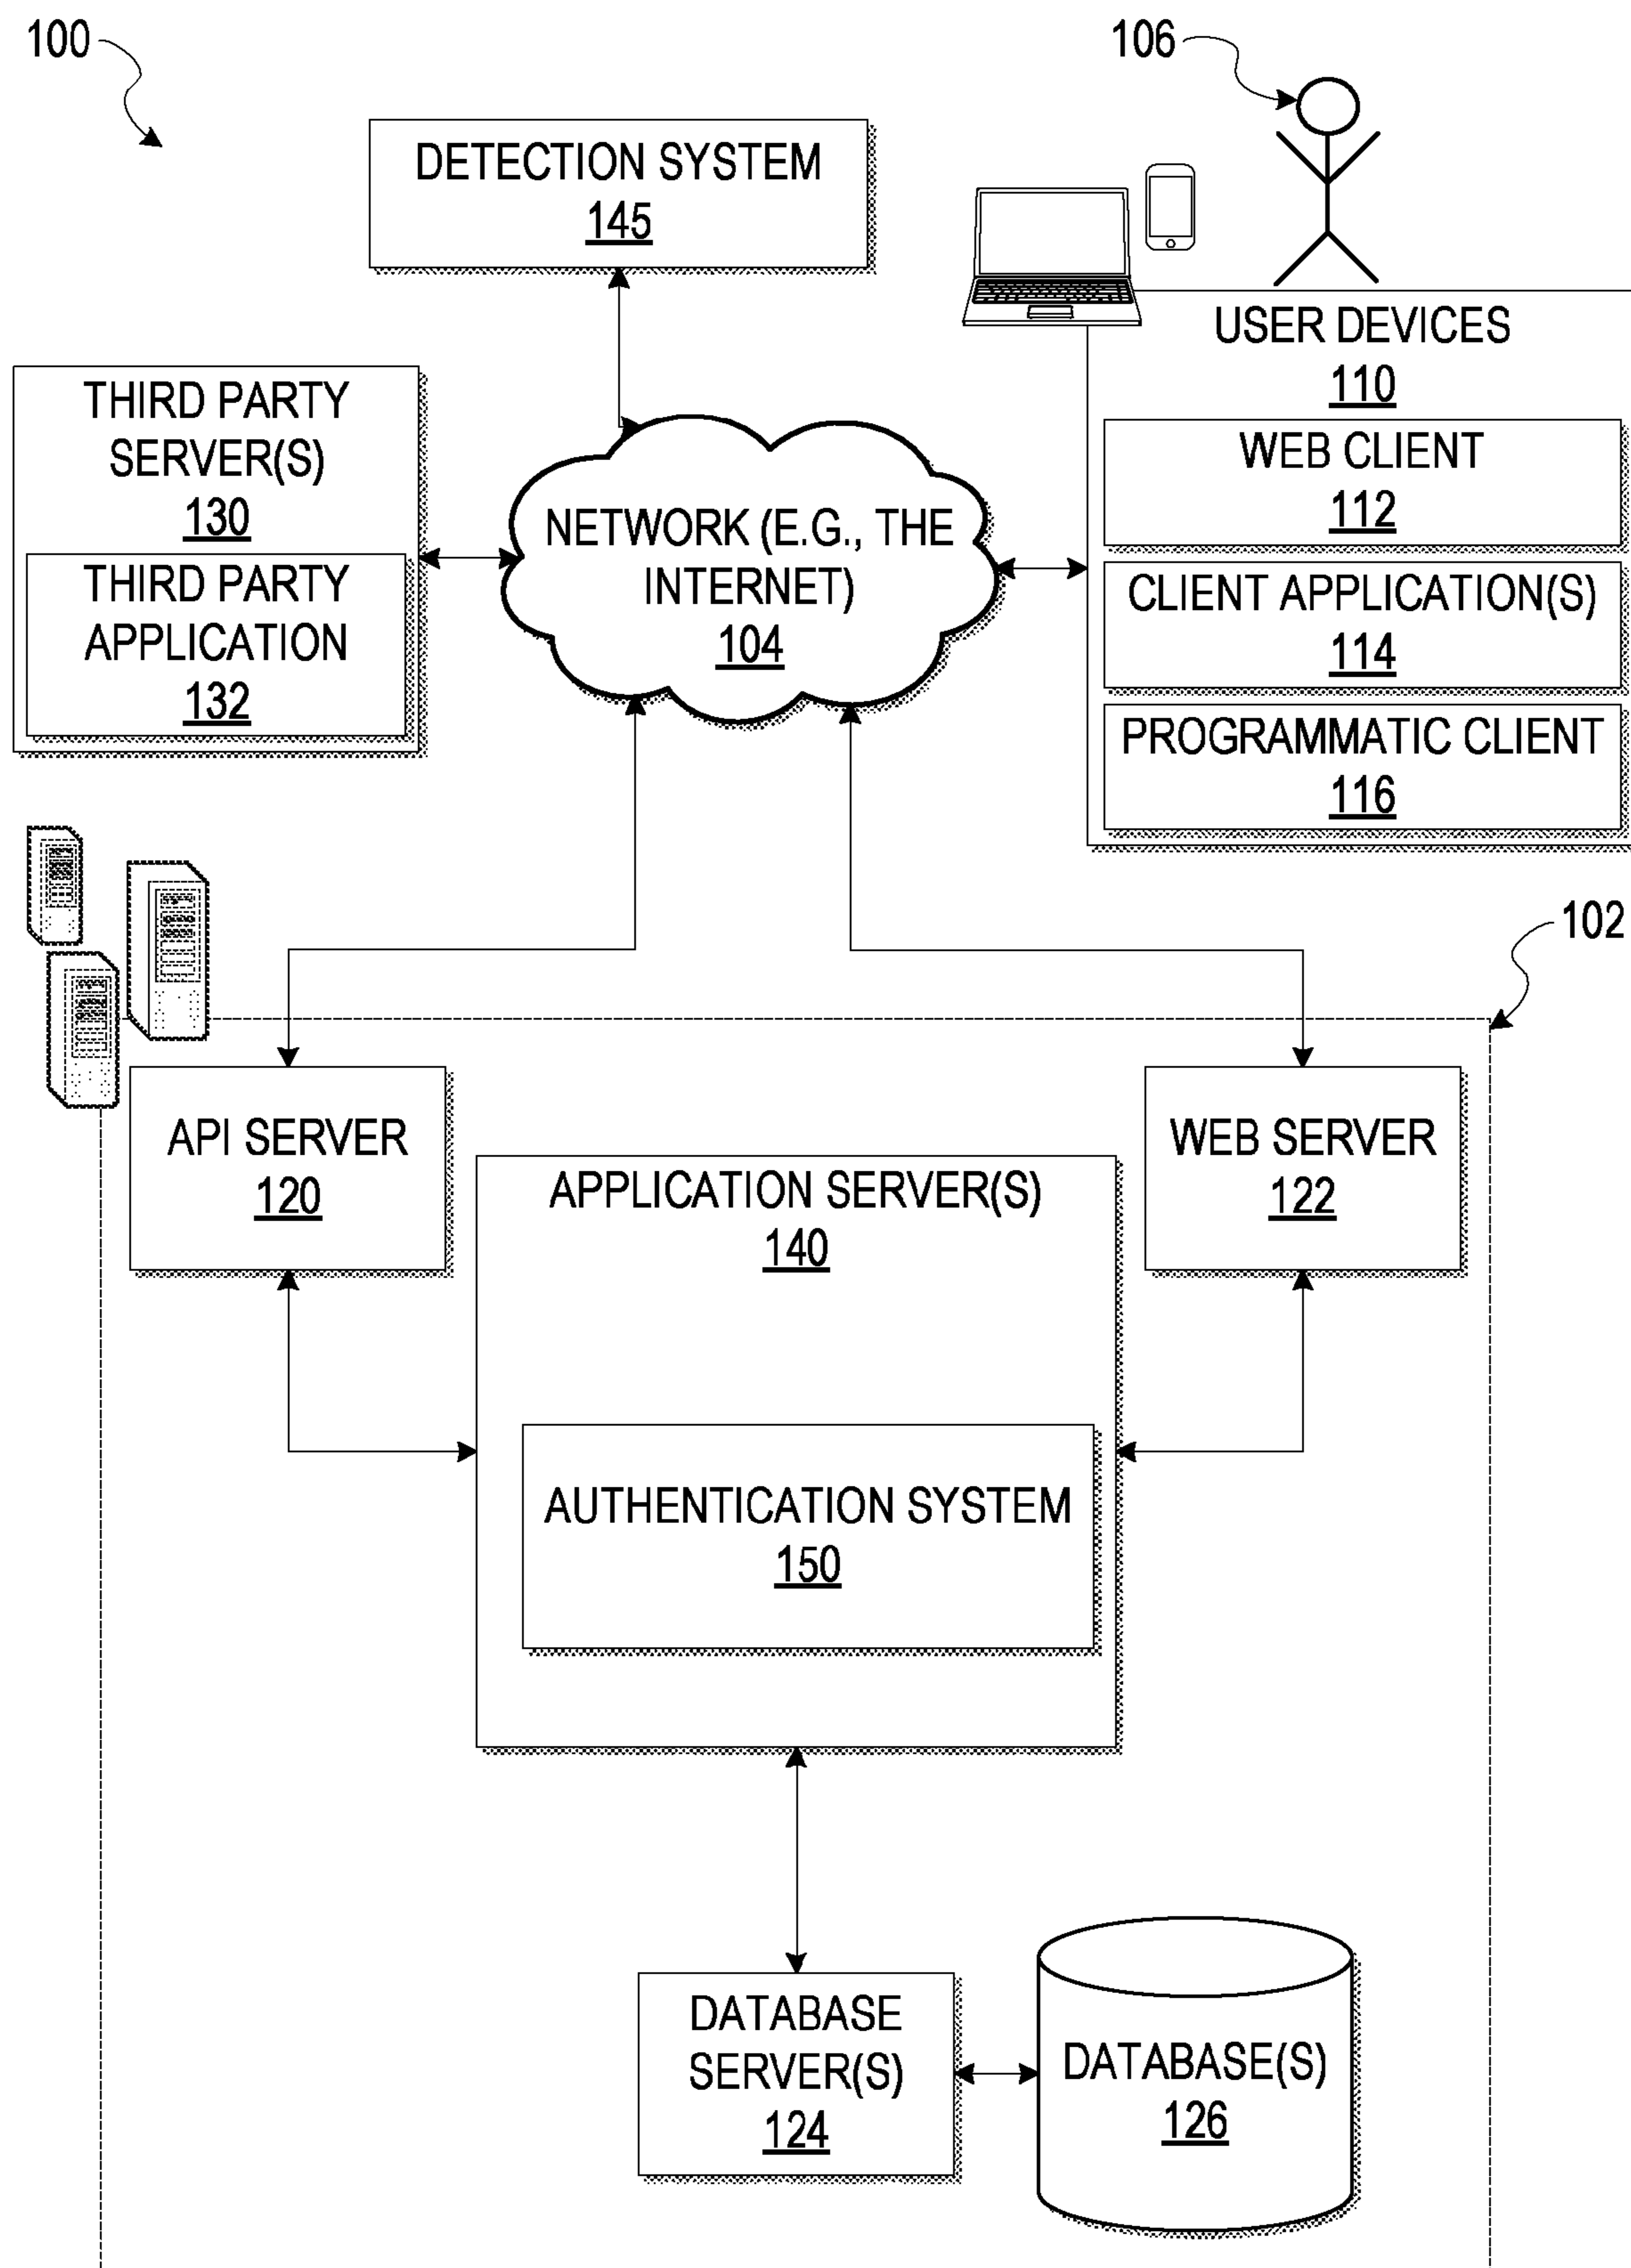 100
106
DETECTION SYSTEM
145
USER DEVICES
110
WEB CLIENT
112
CLIENT APPLICATION(S)
114
PROGRAMMATIC CLIENT
116
THIRD PARTY
SERVER(S)
130
THIRD PARTY
APPLICATION
132
NETWORK (E.G., THE
INTERNET)
104
102
API SERVER
120
WEB SERVER
122
APPLICATION SERVER(S)
140
AUTHENTICATION SYSTEM
150
DATABASE
SERVER(S)
124
DATABASE(S)
126